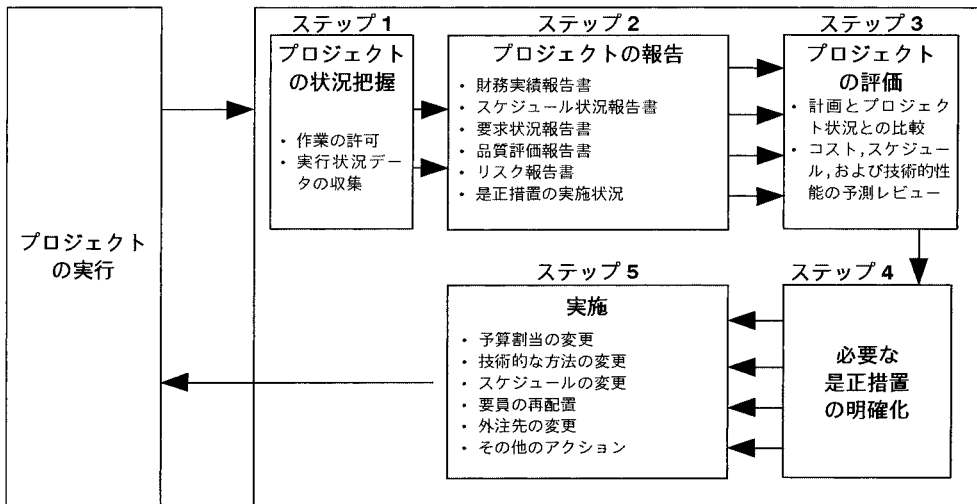 プロジェクト
の実行
ステップ 1
プロジェクト
の状況把握
・ 作業の許可
・ 実行状況デー
タの収集
ステップ 2
プロジェクトの報告
・ 財務実績報告書
・ スケジュール状況報告書
・ 要求状況報告書
・ 品質評価報告書
・ リスク報告書
・ 是正措置の実施状況
ステップ 3
プロジェクト
の評価
・ 計画とプロジェク
ト状況との比較
・ コスト,スケジュー
ル,および技術的性
能の予測レビュー
ステップ 4
必要な
是正措置
の明確化
ステップ 5
実施
・ 予算割当の変更
・ 技術的な方法の変更
・ スケジュールの変更
・ 要員の再配置
・ 外注先の変更
・ その他のアクション